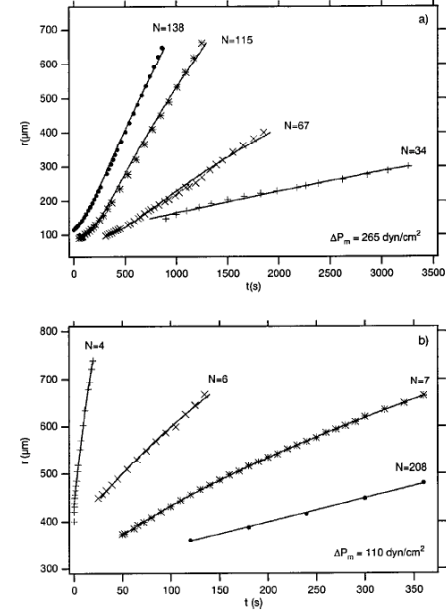 a)
N=138
N=115
N=67
N=34
700
600
500
400
300
200
100
r(µm)
0
500
1000
1500
2000
2500
3000
3500
t(s)
ΔPm = 265 dyn/cm²
b)
N=4
N=6
N=7
N=208
800
700
600
500
400
300
r (µm)
0
50
100
150
200
250
300
350
t (s)
ΔPm = 110 dyn/cm²